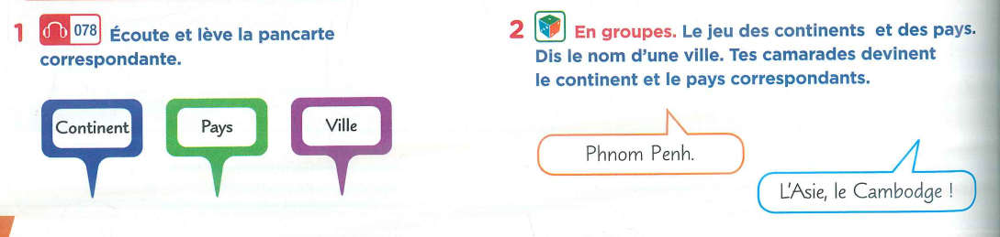 1 078 Écoute et lève la pancarte
correspondante.
Continent
Pays
Ville
2 En groupes. Le jeu des continents et des pays.
Dis le nom d'une ville. Tes camarades devinent
le continent et le pays correspondants.
Phnom Penh.
L'Asie, le Cambodge !